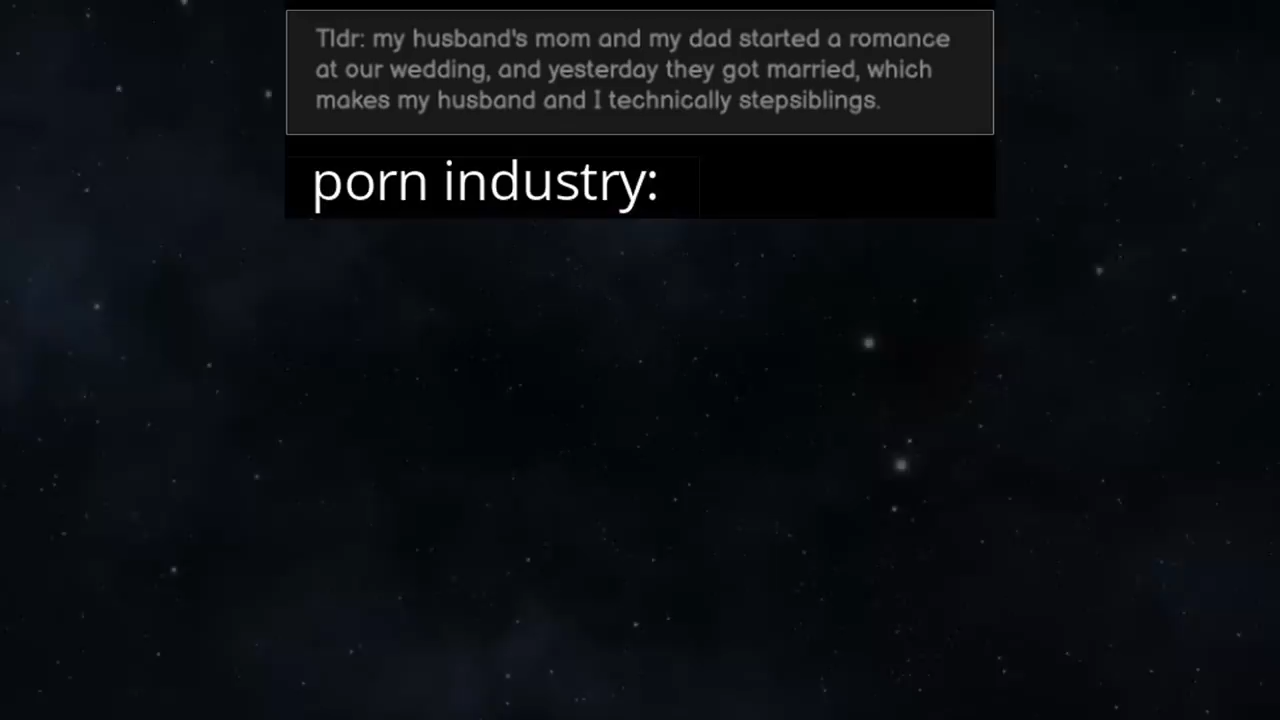 Tldr: my husband's mom and my dad started a romance
at our wedding, and yesterday they got married, which
makes my husband and I technically stepsiblings.
porn industry: